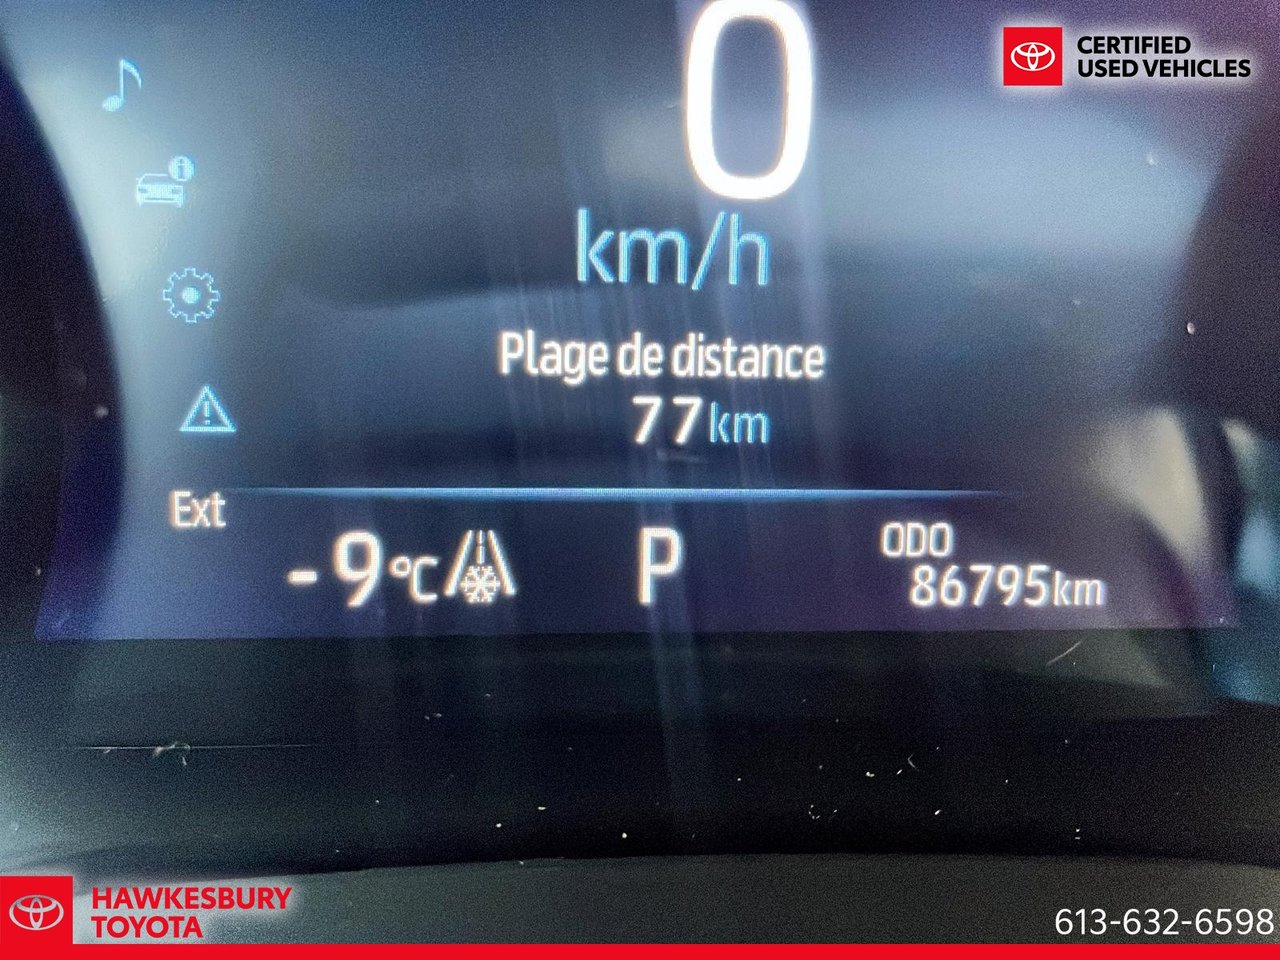 CERTIFIED
USED VEHICLES
0
km/h
Plage de distance
77 km
Ext
-9°C
P
ODO
86795km
HAWKESBURY
TOYOTA
613-632-6598